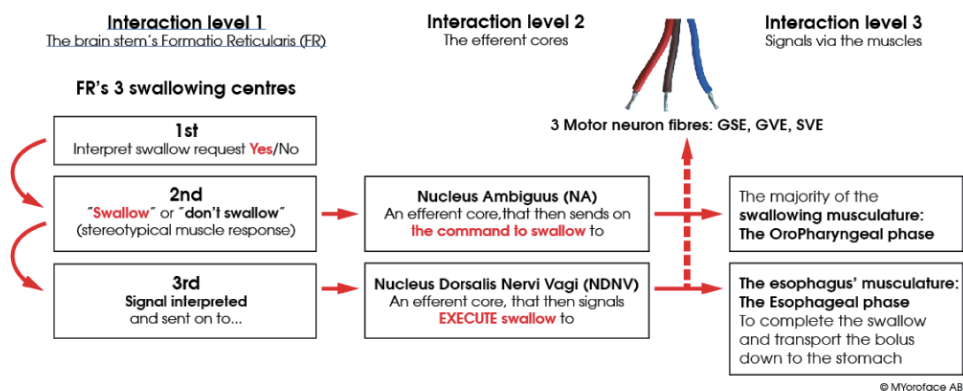 Interaction level 1
The brain stem´s Formatio Reticularis (FR)
Interaction level 2
The efferent cores
Interaction level 3
Signals via the muscles
FR's 3 swallowing centres
3 Motor neuron fibres: GSE, GVE, SVE
1st
Interpret swallow request Yes/No
2nd
"Swallow" or "don't swallow"
(stereotypical muscle response)
Nucleus Ambiguus (NA)
An efferent core,that then sends on
the command to swallow to
The majority of the
swallowing musculature:
The OroPharyngeal phase
3rd
Signal interpreted
and sent on to...
Nucleus Dorsalis Nervi Vagi (NDNV)
An efferent core, that then signals
EXECUTE swallow to
The esophagus' musculature:
The Esophageal phase
To complete the swallow
and transport the bolus
down to the stomach
© MYoroface AB